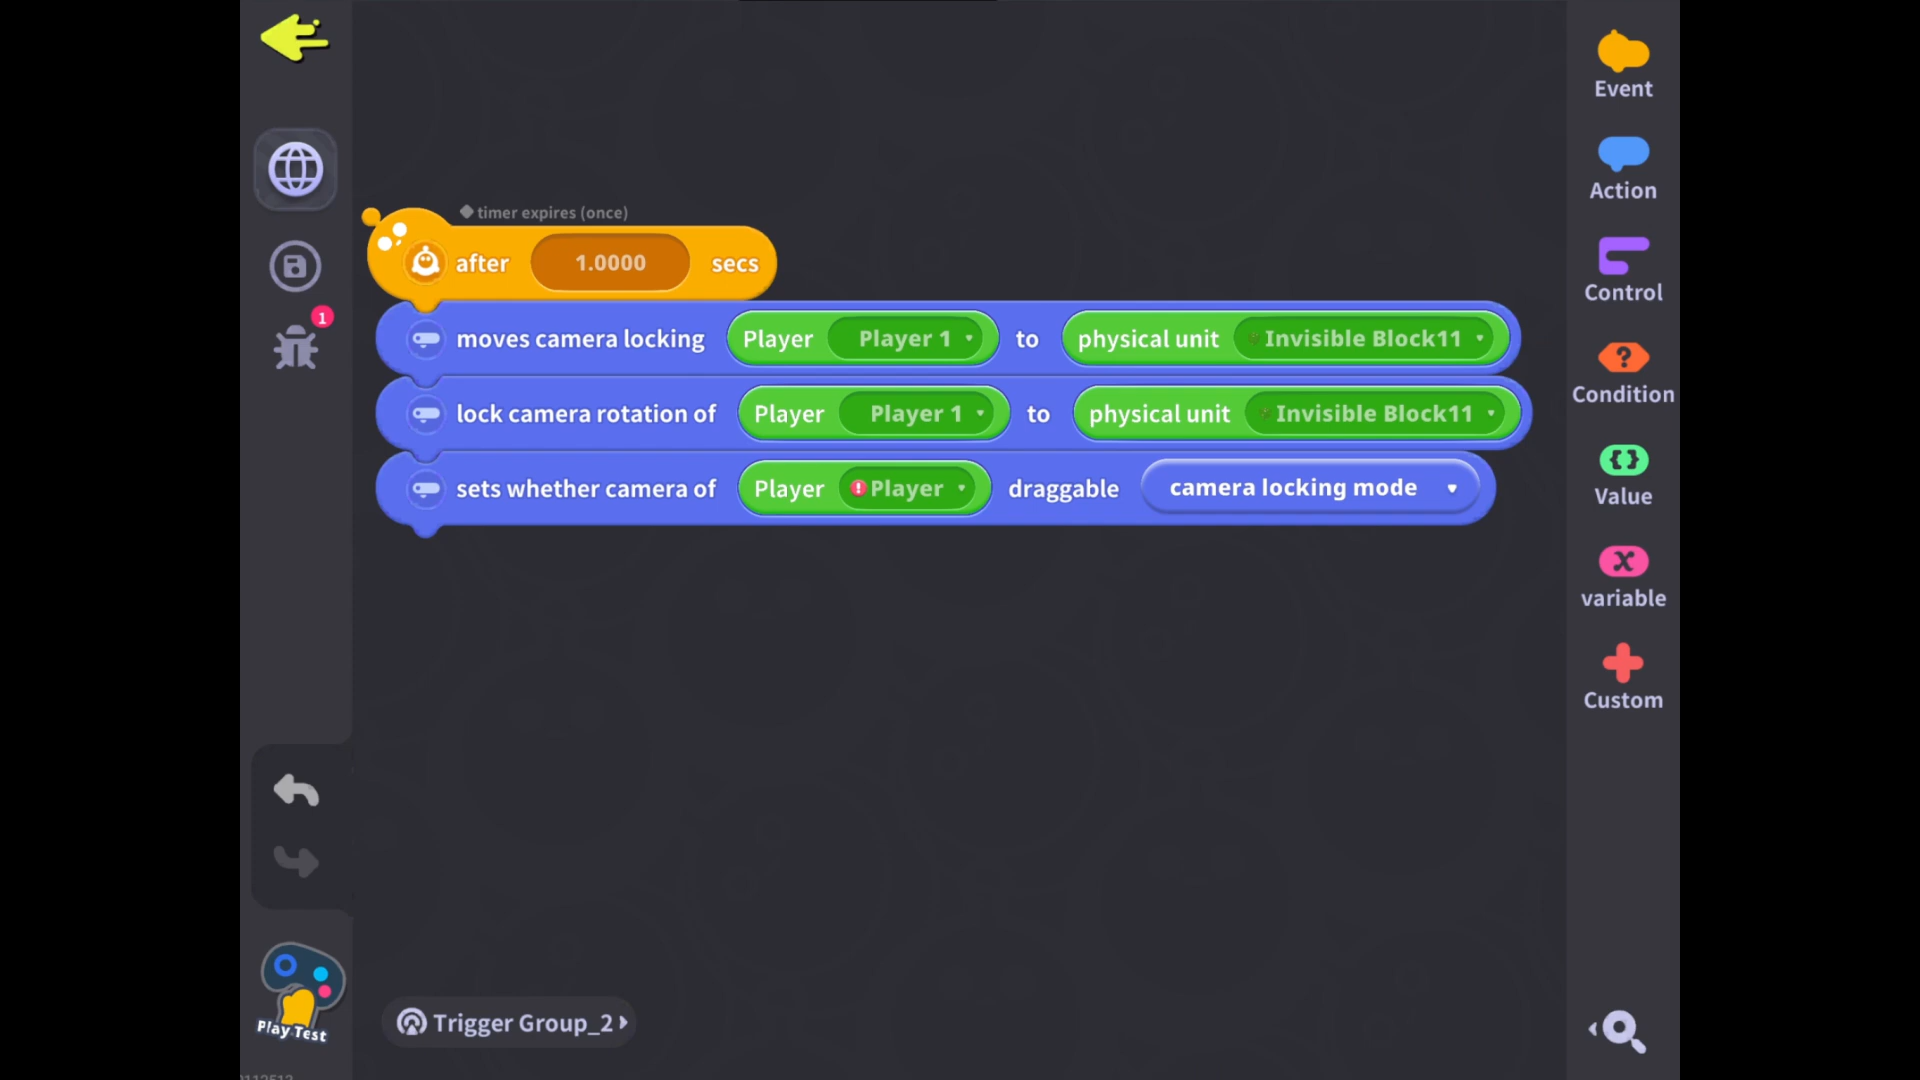 timer expires (once)
after 1.0000 secs
moves camera locking Player Player 1 to physical unit Invisible Block11
lock camera rotation of Player Player 1 to physical unit Invisible Block11
sets whether camera of Player Player draggable camera locking mode
1
Event
Action
Control
?
Condition
Value
x
variable
Custom
Play Test
Trigger Group_2